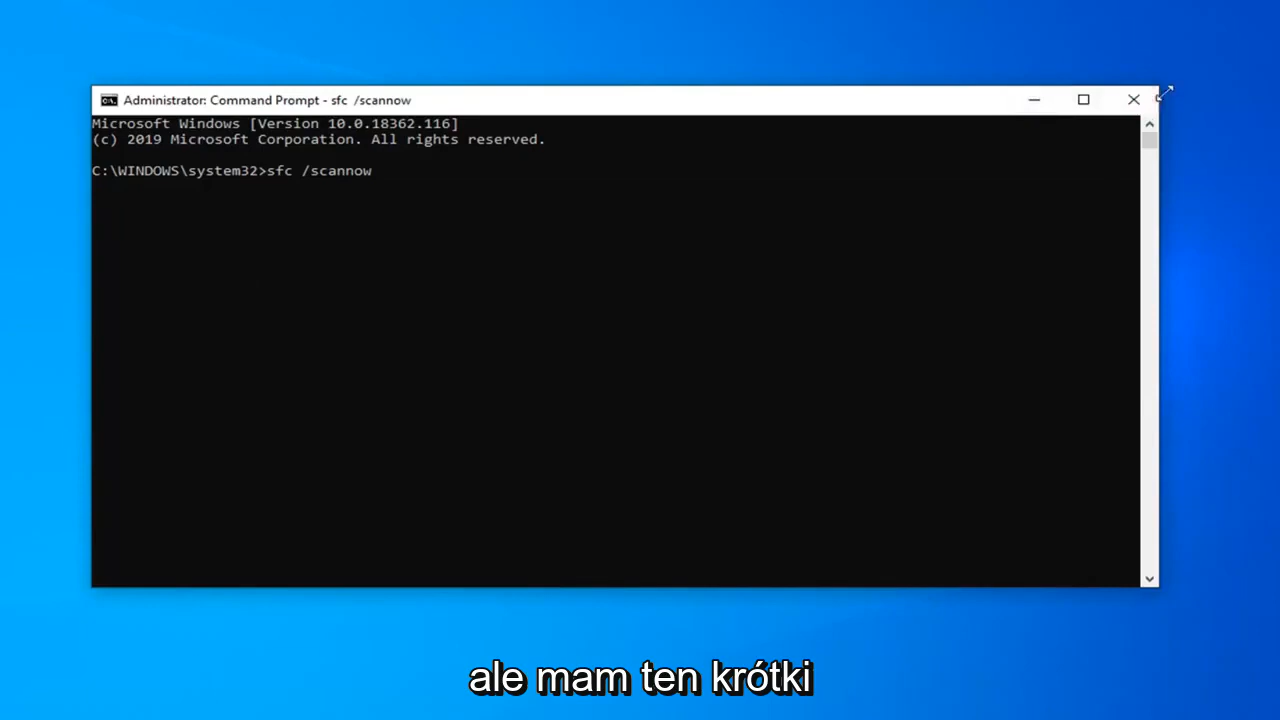 Administrator: Command Prompt - sfc  /scannow
Microsoft Windows [Version 10.0.18362.116]
(c) 2019 Microsoft Corporation. All rights reserved.
C:\WINDOWS\system32>sfc /scannow
ale mam ten krótki